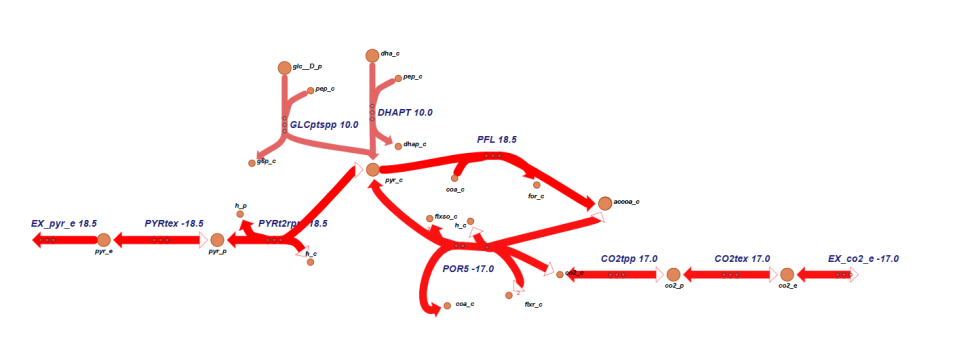 dha_c
glc__D_p
pep_c
pep_c
DHAPT 10.0
GLCptspp 10.0
PFL 18.5
dhap_c
g6p_c
pyr_c
coa_c
for_c
accoa_c
h_p
flxso_c
h_c
EX_pyr_e 18.5
PYRtex -18.5
PYRt2rpp -18.5
pyr_e
pyr_p
h_c
POR5 -17.0
CO2tpp 17.0
CO2tex 17.0
EX_co2_e -17.0
co2_c
co2_p
co2_e
2
coa_c
flxr_c